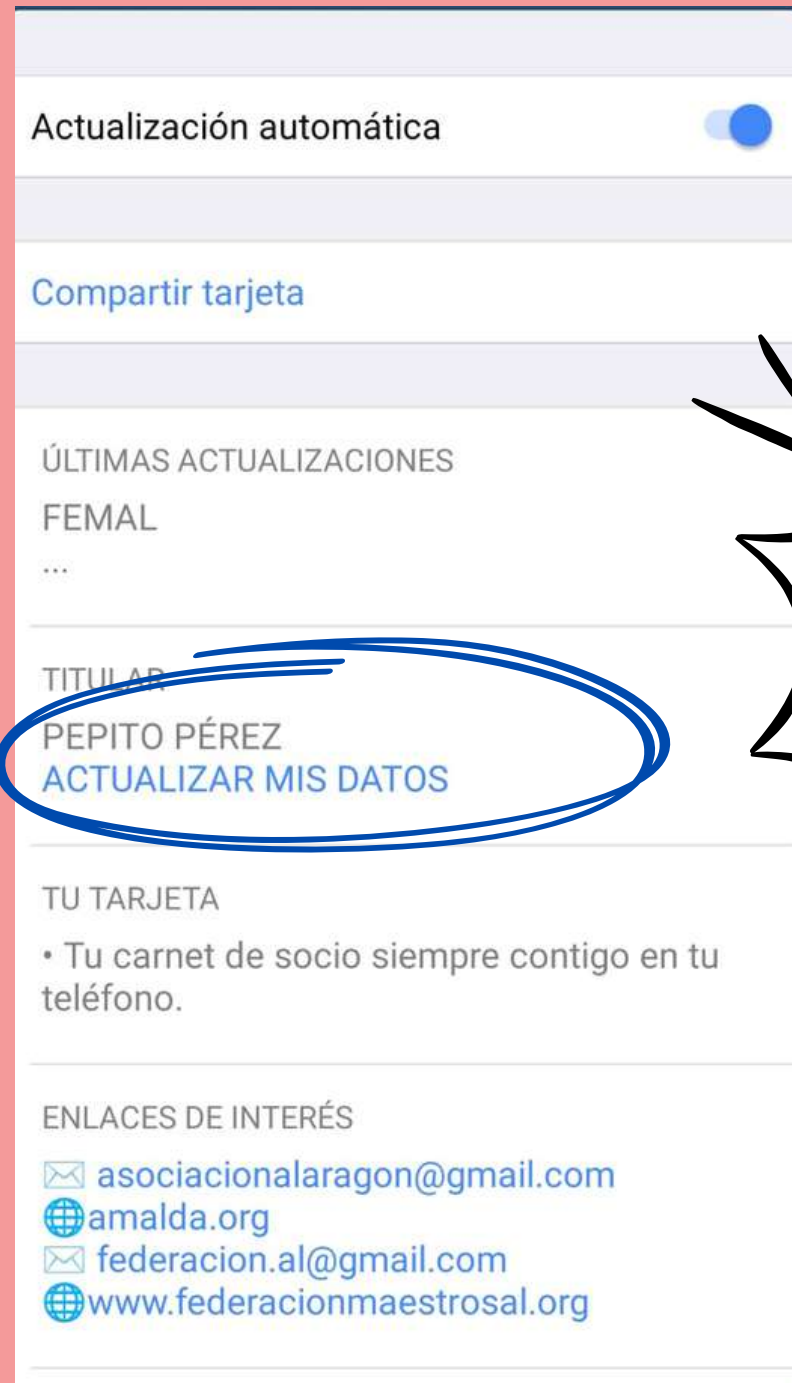 Actualización automática
Compartir tarjeta
ÚLTIMAS ACTUALIZACIONES
FEMAL
...
TITULAR
PEPITO PÉREZ
ACTUALIZAR MIS DATOS
TU TARJETA
• Tu carnet de socio siempre contigo en tu
teléfono.
ENLACES DE INTERÉS
✉️ asociacionalaragon@gmail.com
🌐amalda.org
✉️ federacion.al@gmail.com
🌐www.federacionmaestrosal.org